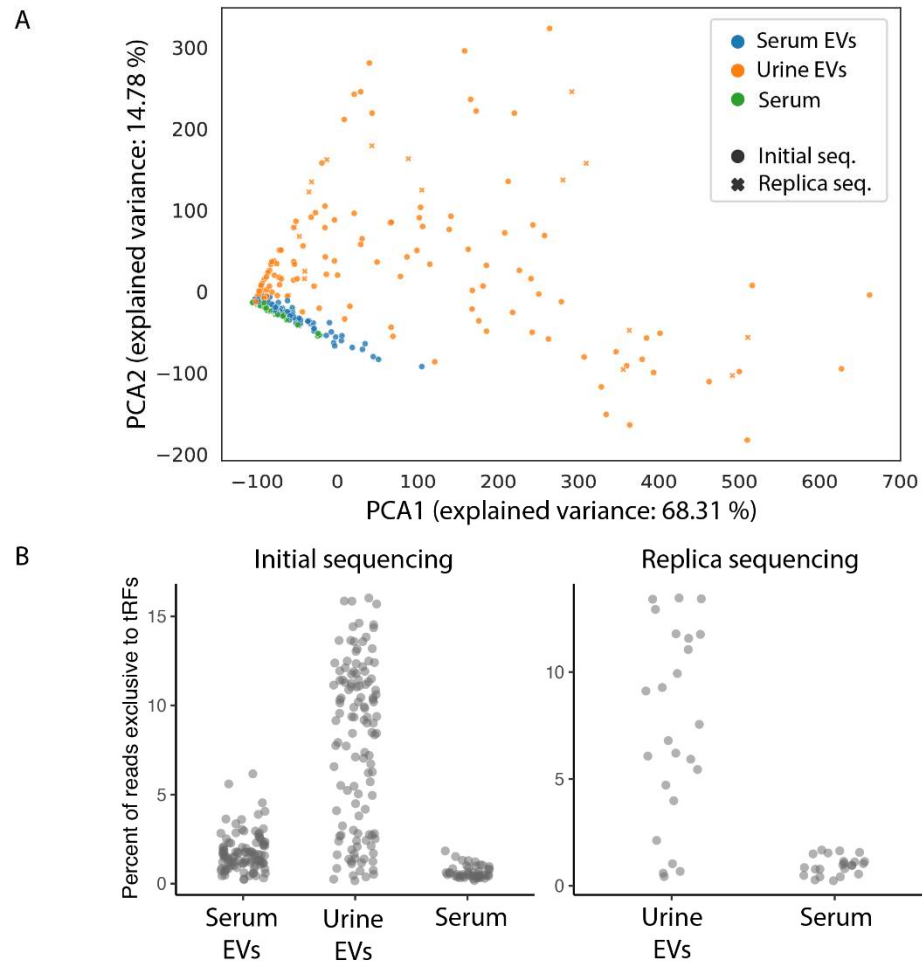 A
PCA2 (explained variance: 14.78 %)
300
200
100
0
−100
−200
Serum EVs
Urine EVs
Serum
Initial seq.
Replica seq.
−100 0 100 200 300 400 500 600 700
PCA1 (explained variance: 68.31 %)
B
Initial sequencing
Replica sequencing
Percent of reads exclusive to tRFs
15
10
5
0
10
5
0
Serum
EVs
Urine
EVs
Serum
Urine
EVs
Serum